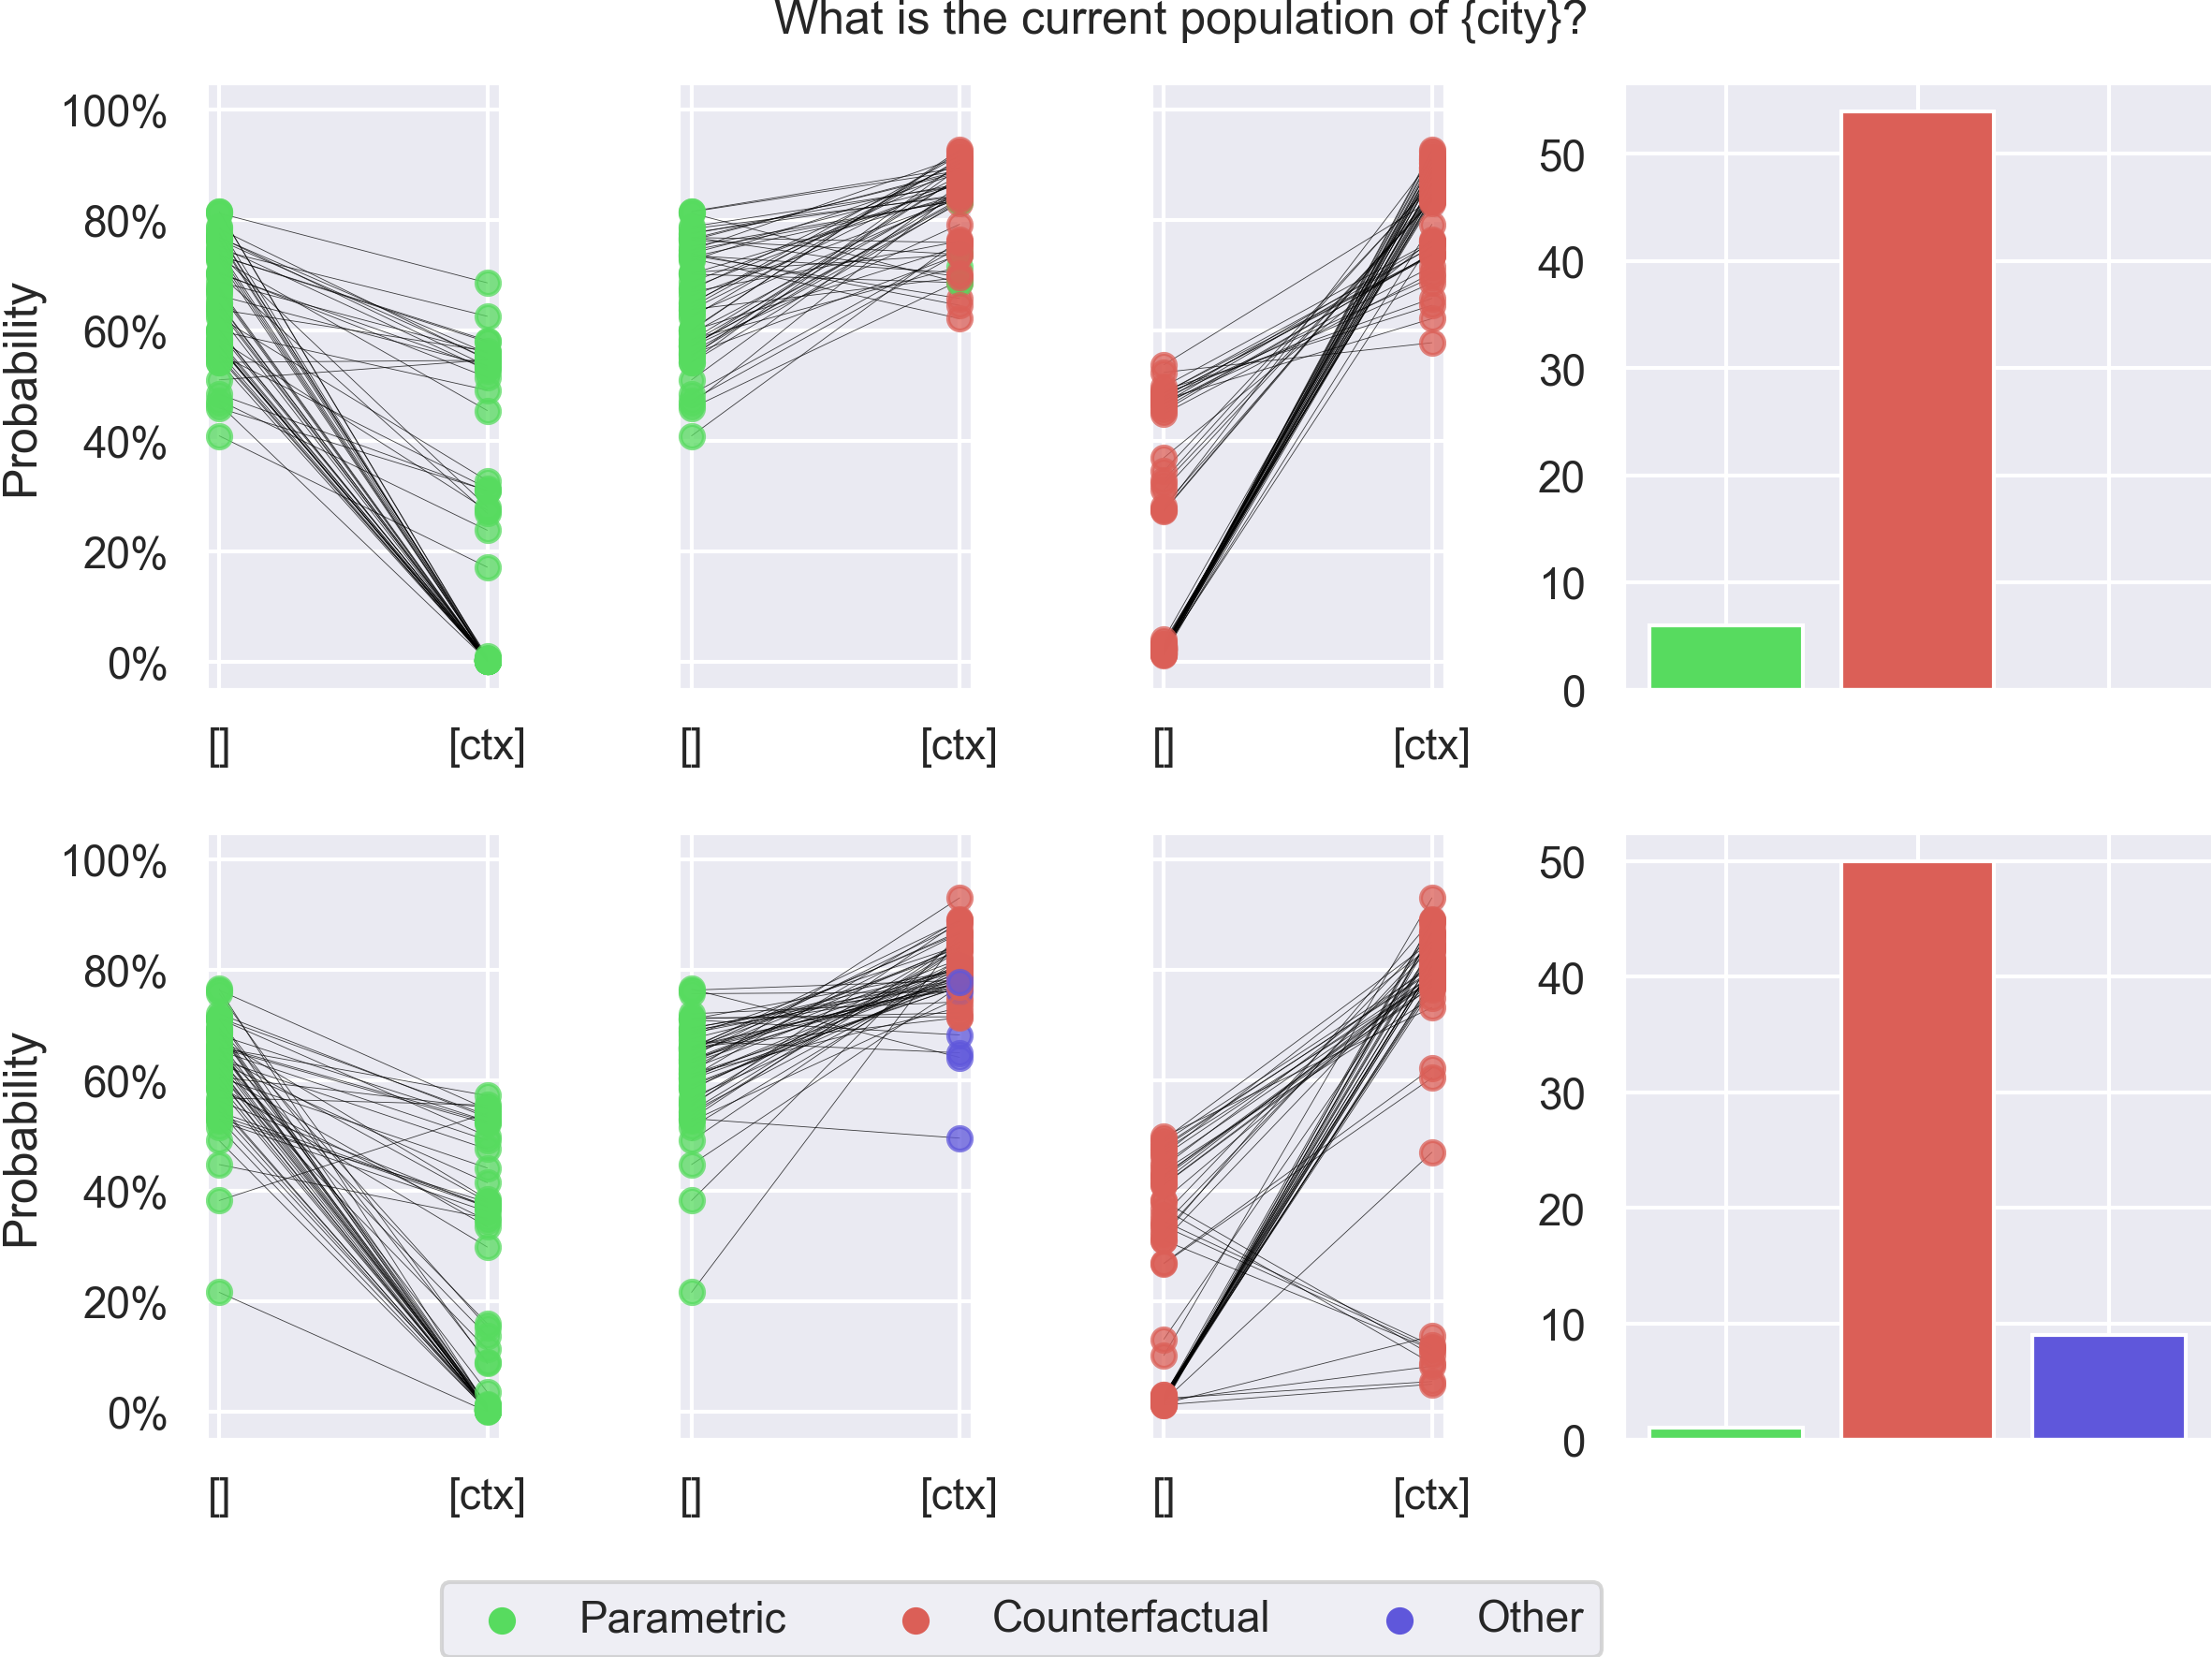 What is the current population of {city}?
100%
80%
60%
40%
20%
0%
Probability
[]
[ctx]
[]
[ctx]
[]
[ctx]
50
40
30
20
10
0
100%
80%
60%
40%
20%
0%
Probability
[]
[ctx]
[]
[ctx]
[]
[ctx]
50
40
30
20
10
0
Parametric
Counterfactual
Other